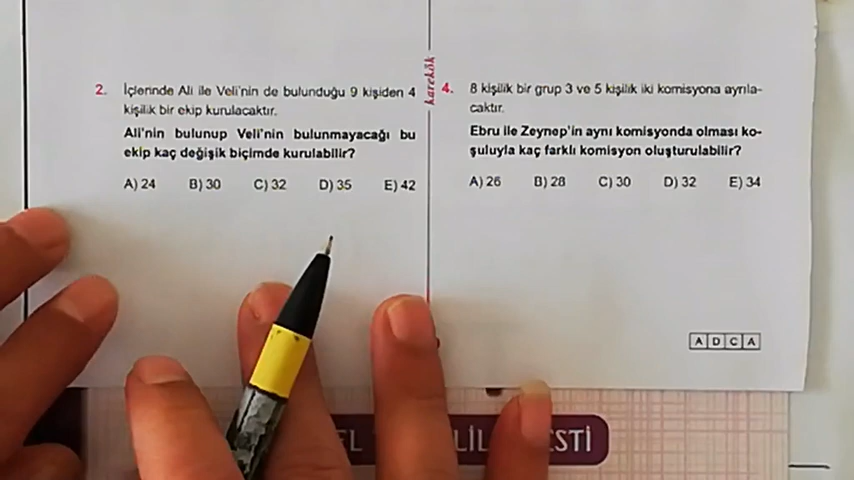 2. İçlerinde Ali ile Veli'nin de bulunduğu 9 kişiden 4
kişilik bir ekip kurulacaktır.
Ali'nin bulunup Veli'nin bulunmayacağı bu
ekip kaç değişik biçimde kurulabilir?
A) 24 B) 30 C) 32 D) 35 E) 42
karekök
4. 8 kişilik bir grup 3 ve 5 kişilik iki komisyona ayrıla-
caktır.
Ebru ile Zeynep'in aynı komisyonda olması ko-
şuluyla kaç farklı komisyon oluşturulabilir?
A) 26 B) 28 C) 30 D) 32 E) 34
A D C A